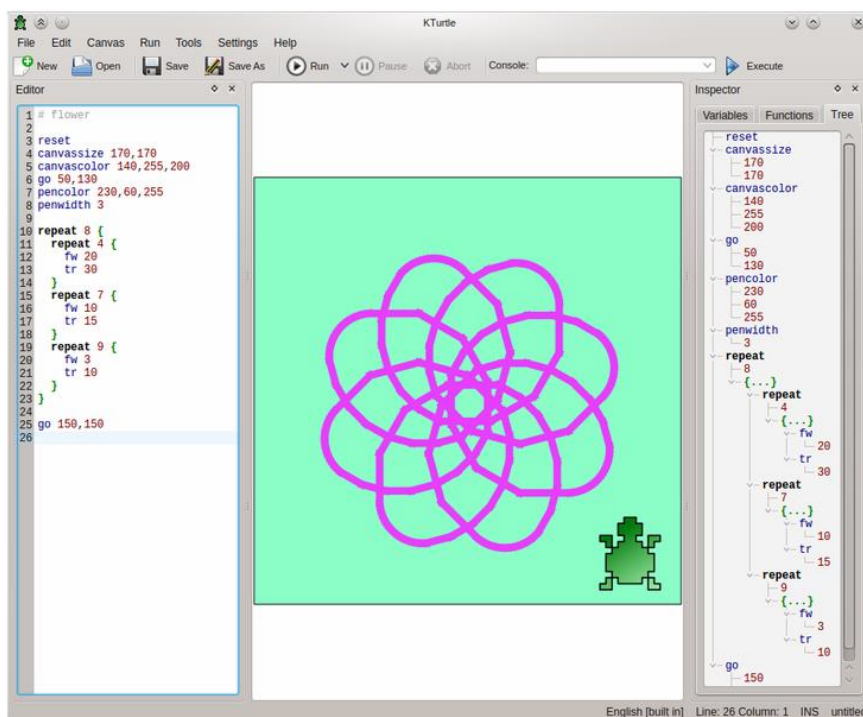 KTurtle
File Edit Canvas Run Tools Settings Help
New Open Save Save As Run Pause Abort Console: Execute
Editor
1 # flower
2
3 reset
4 canvassize 170,170
5 canvascolor 140,255,200
6 go 50,130
7 pencolor 230,60,255
8 penwidth 3
9
10 repeat 8 {
11 repeat 4 {
12 fw 20
13 tr 30
14 }
15 repeat 7 {
16 fw 10
17 tr 15
18 }
19 repeat 9 {
20 fw 3
21 tr 10
22 }
23 }
24
25 go 150,150
26
Inspector
Variables Functions Tree
reset
canvassize
170
170
canvascolor
140
255
200
go
50
130
pencolor
230
60
255
penwidth
3
repeat
8
{...}
repeat
4
{...}
fw
20
tr
30
repeat
7
{...}
fw
10
tr
15
repeat
9
{...}
fw
3
tr
10
go
150
English [built in] Line: 26 Column: 1 INS untitle